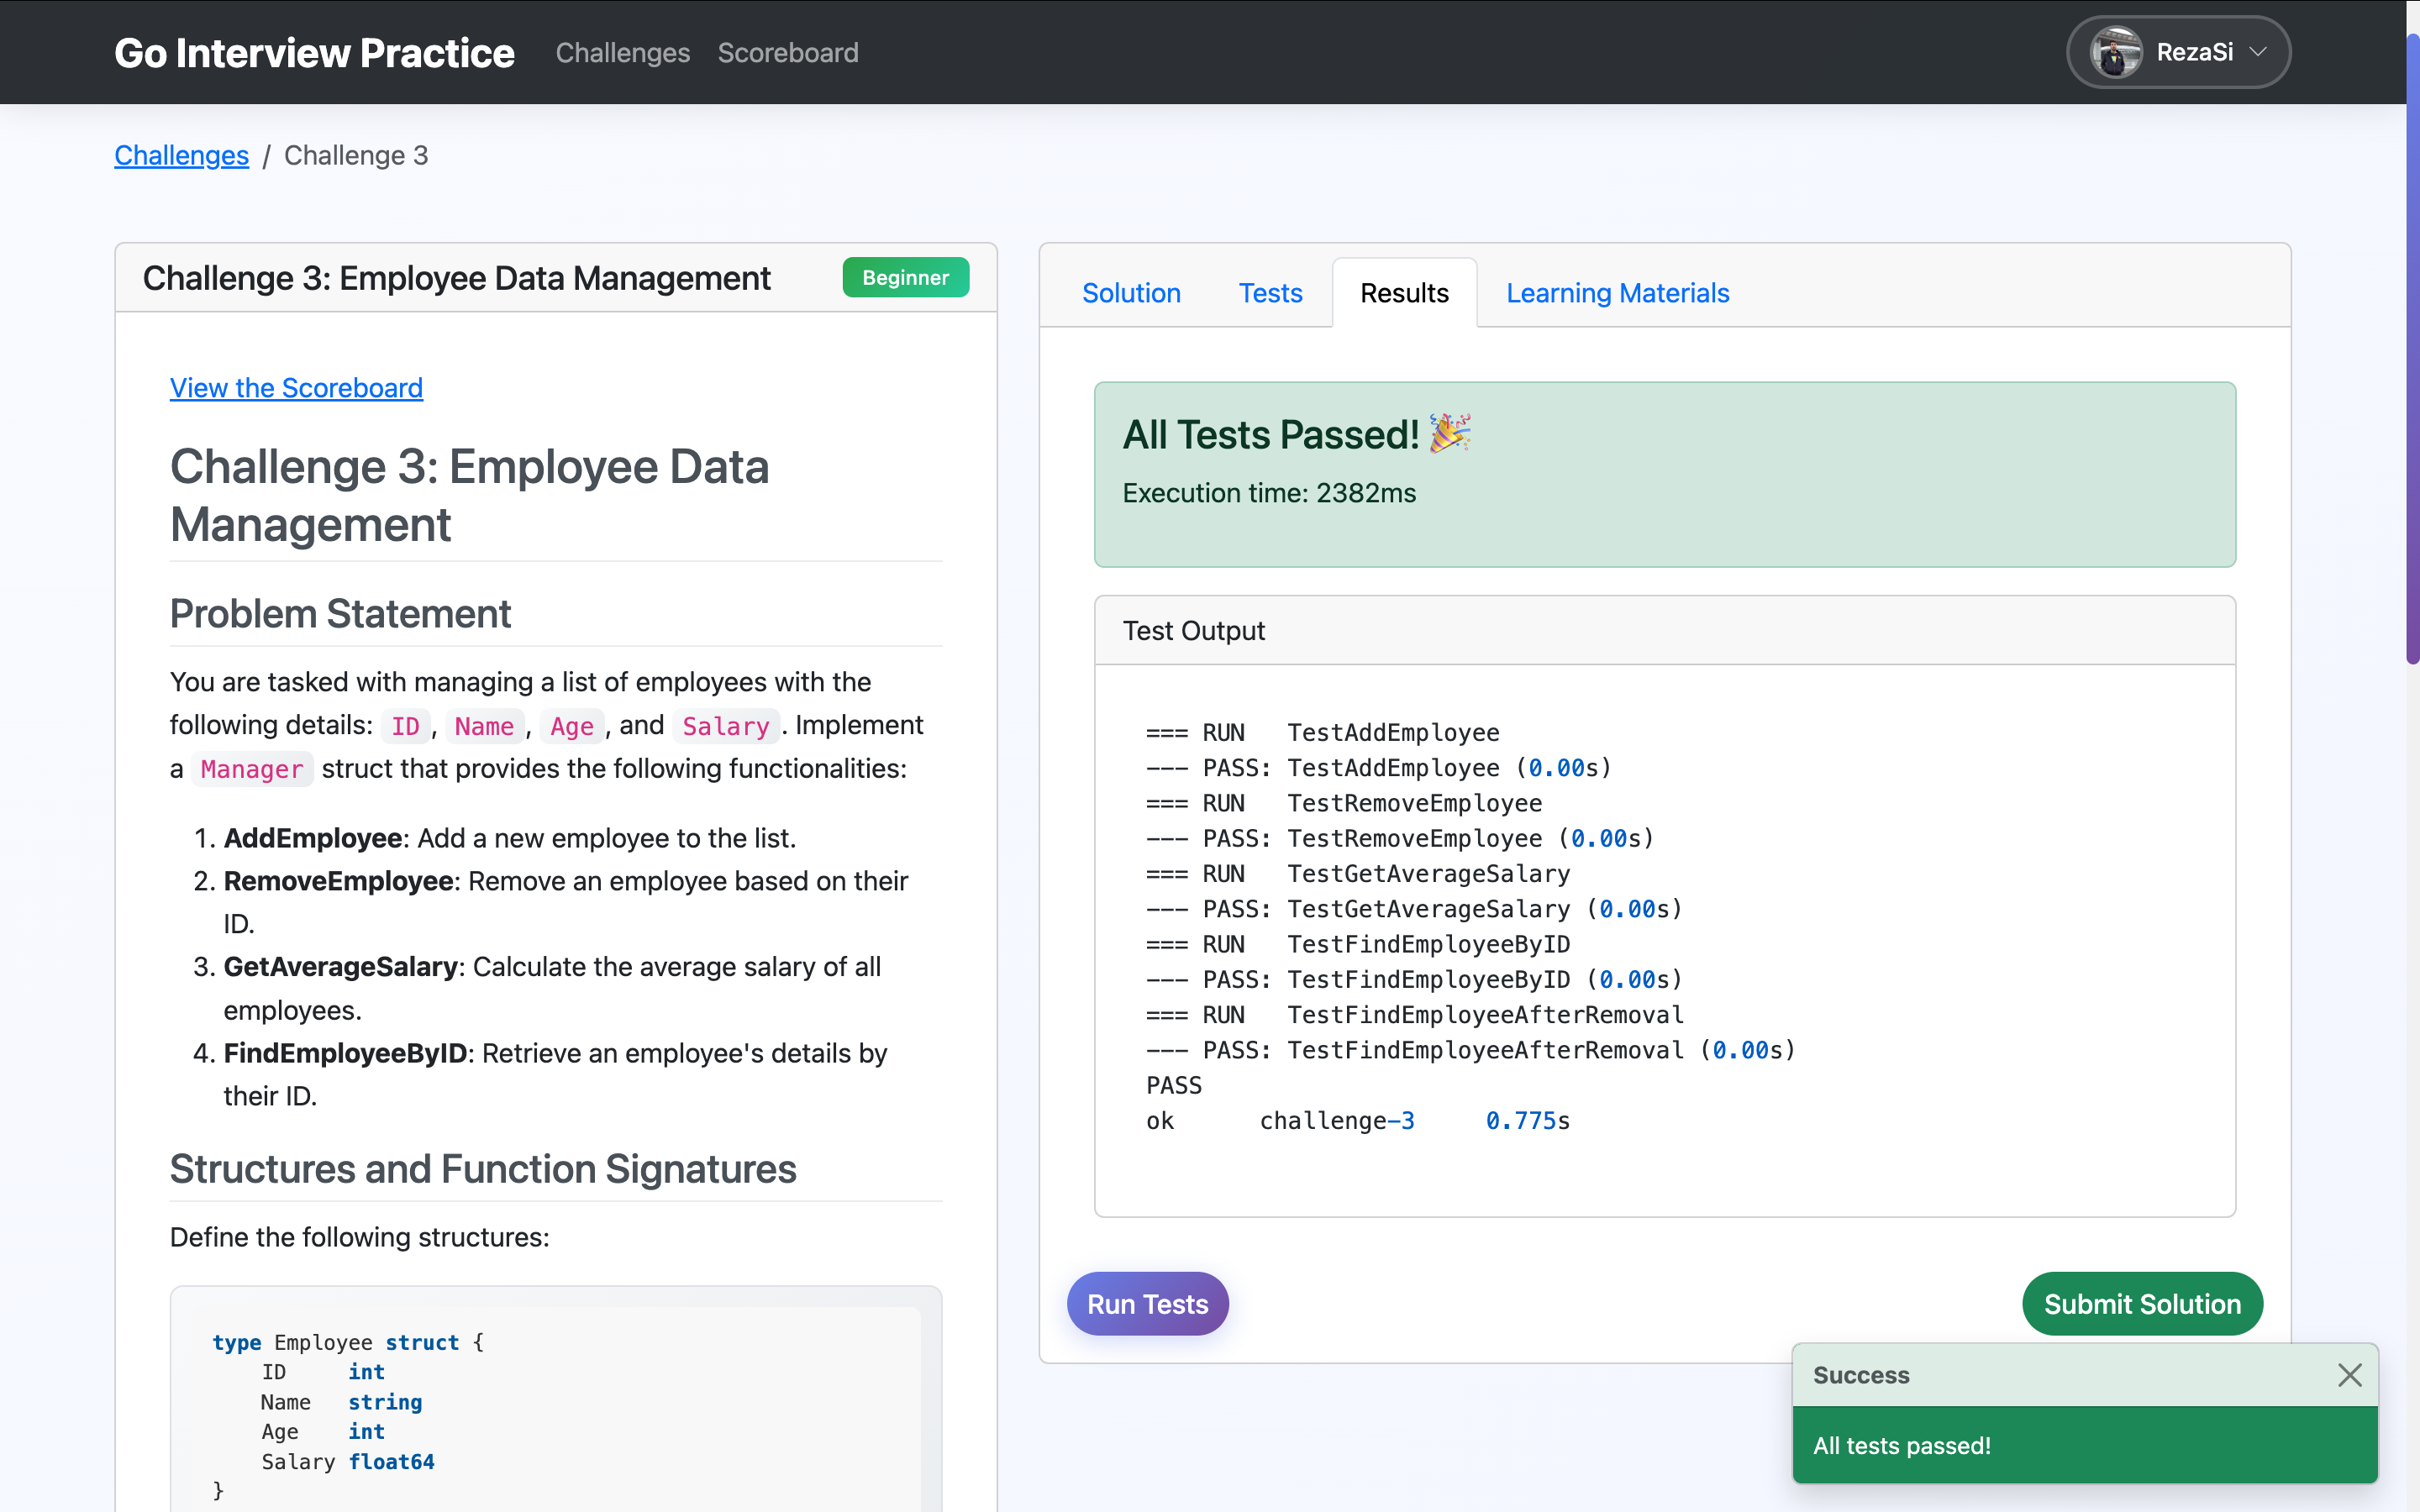 Go Interview Practice
Challenges
Scoreboard
RezaSi
Challenges / Challenge 3
Challenge 3: Employee Data Management
Beginner
View the Scoreboard
Challenge 3: Employee Data
Management
Problem Statement
You are tasked with managing a list of employees with the
following details: ID, Name, Age, and Salary. Implement
a Manager struct that provides the following functionalities:
1. AddEmployee: Add a new employee to the list.
2. RemoveEmployee: Remove an employee based on their
ID.
3. GetAverageSalary: Calculate the average salary of all
employees.
4. FindEmployeeByID: Retrieve an employee's details by
their ID.
Structures and Function Signatures
Define the following structures:
type Employee struct {
ID int
Name string
Age int
Salary float64
}
Solution
Tests
Results
Learning Materials
All Tests Passed! 🎉
Execution time: 2382ms
Test Output
=== RUN TestAddEmployee
--- PASS: TestAddEmployee (0.00s)
=== RUN TestRemoveEmployee
--- PASS: TestRemoveEmployee (0.00s)
=== RUN TestGetAverageSalary
--- PASS: TestGetAverageSalary (0.00s)
=== RUN TestFindEmployeeByID
--- PASS: TestFindEmployeeByID (0.00s)
=== RUN TestFindEmployeeAfterRemoval
--- PASS: TestFindEmployeeAfterRemoval (0.00s)
PASS
ok challenge-3 0.775s
Run Tests
Submit Solution
Success
All tests passed!